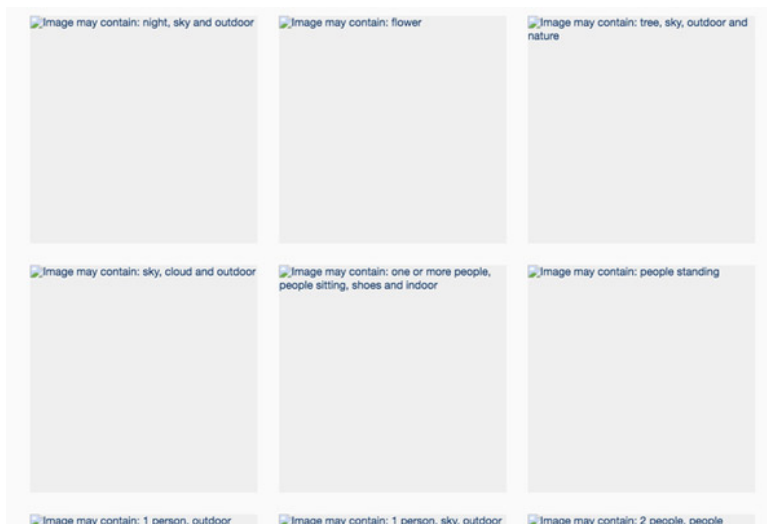 Image may contain: night, sky and outdoor
Image may contain: flower
Image may contain: tree, sky, outdoor and
nature
Image may contain: sky, cloud and outdoor
Image may contain: one or more people,
people sitting, shoes and indoor
Image may contain: people standing
Image may contain: 1 person, outdoor
Image may contain: 1 person, sky, outdoor
Image may contain: 2 people, people